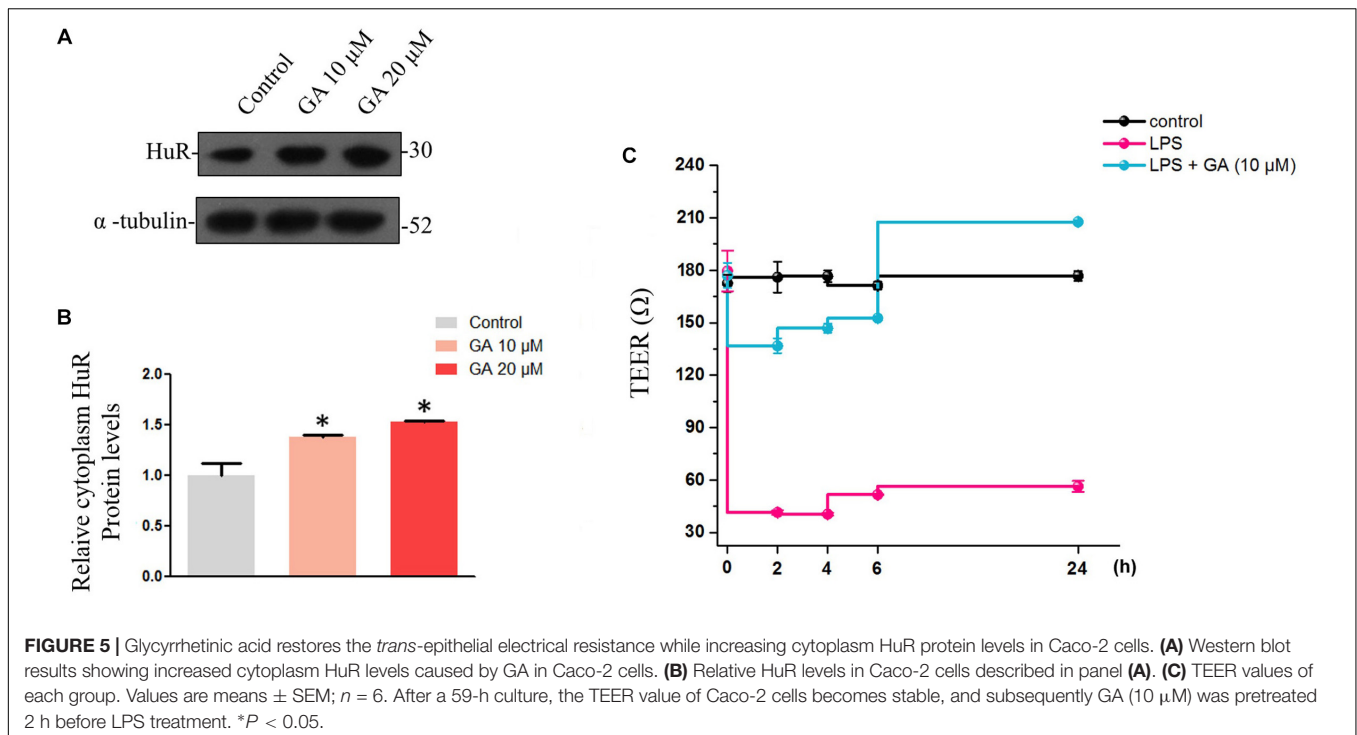 A
Control
GA 10 μM
GA 20 μM
HuR
-30
α -tubulin-
-52
B
Control
GA 10 μM
GA 20 μM
Relaive cytoplasm HuR
Protein levels
2.0
1.5
1.0
0.5
0.0
*
*
C
control
LPS
LPS + GA (10 μM)
TEER (Ω)
240
210
180
150
120
90
60
30
0 2 4 6 24 (h)
FIGURE 5 | Glycyrrhetinic acid restores the trans-epithelial electrical resistance while increasing cytoplasm HuR protein levels in Caco-2 cells. (A) Western blot
results showing increased cytoplasm HuR levels caused by GA in Caco-2 cells. (B) Relative HuR levels in Caco-2 cells described in panel (A). (C) TEER values of
each group. Values are means ± SEM; n = 6. After a 59-h culture, the TEER value of Caco-2 cells becomes stable, and subsequently GA (10 μM) was pretreated
2 h before LPS treatment. *P < 0.05.